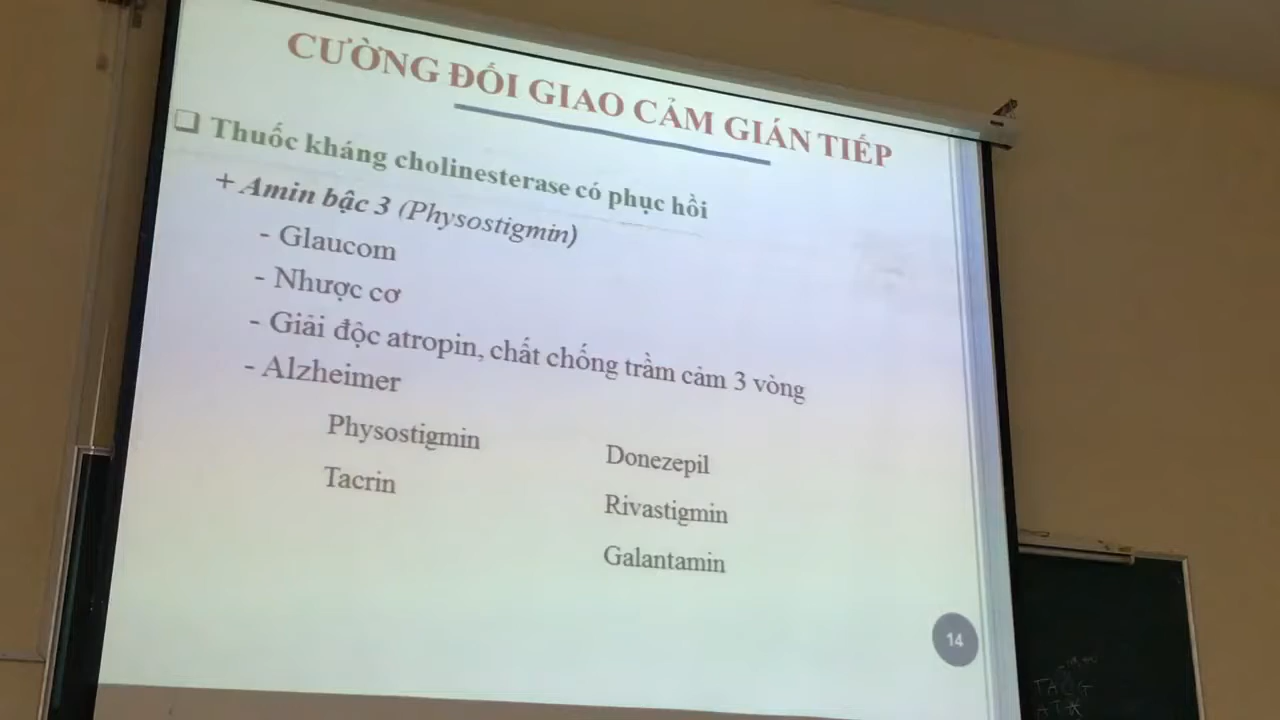 CƯỜNG ĐỐI GIAO CẢM GIÁN TIẾP
❑ Thuốc kháng cholinesterase có phục hồi
+ Amin bậc 3 (Physostigmin)
- Glaucom
- Nhược cơ
- Giải độc atropin, chất chống trầm cảm 3 vòng
- Alzheimer
Physostigmin
Tacrin
Donezepil
Rivastigmin
Galantamin
14